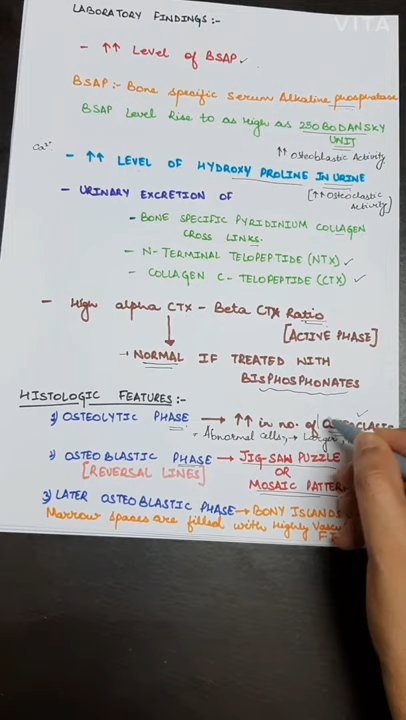 VITA
LABORATORY FINDINGS:-
- ↑↑ Level of BSAP ✓.
BSAP:- Bone specific serum Alkaline phosphatase
BSAP Level Rise to as High as 250 BODANSKY
UNIT
↑↑ osteoblastic Activity
Ca²⁺
- ↑↑ LEVEL OF HYDROXY PROLINE IN URINE
[↑↑ osteoclastic
Activity]
- URINARY EXCRETION OF
- BONE SPECIFIC PYRIDINIUM COLLAGEN
CROSS LINKS.
- N-TERMINAL TELOPEPTIDE (NTX) ✓
- COLLAGEN C-TELOPEPTIDE (CTX) ✓
- High alpha CTX - Beta CTX Ratio
[ACTIVE PHASE]
→ NORMAL IF TREATED WITH
BISPHOSPHONATES
HISTOLOGIC FEATURES:-
1) OSTEOLYTIC PHASE → ↑↑ in no. of
= Abnormal cells, → Larger
2) OSTEOBLASTIC PHASE → JIG-SAW PUZZLE
[REVERSAL LINES] OR
MOSAIC PATTERN
3) LATER OSTEOBLASTIC PHASE → BONY ISLANDS
Marrow spaces are filled with Highly